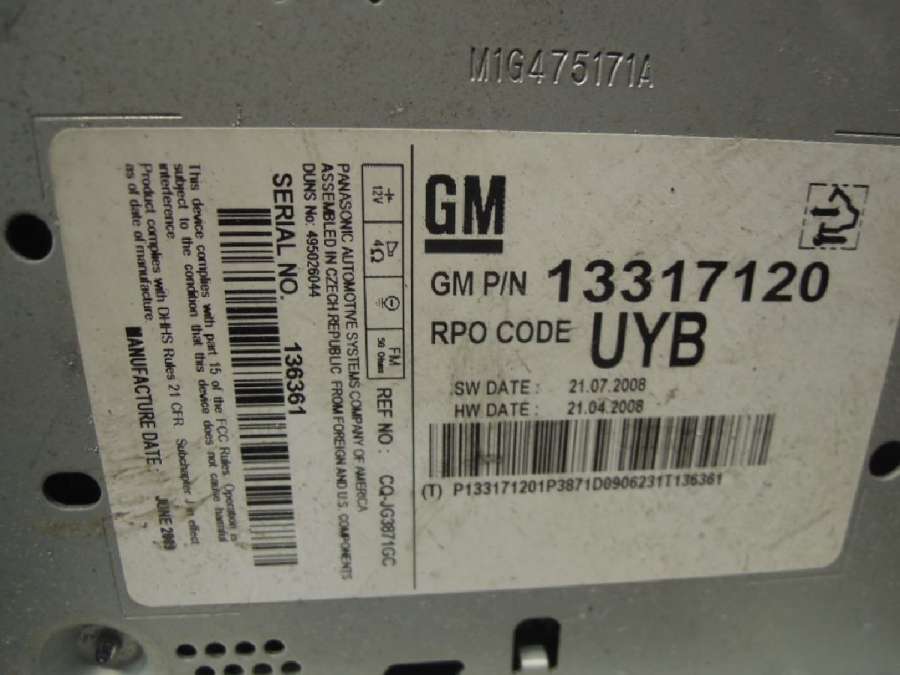 M1G475171A
GM
GM P/N 13317120
RPO CODE UYB
SW DATE : 21.07.2008
HW DATE : 21.04.2008
(T) P133171201P3871D0906231T136361
12V 4Ω 50 Ohms FM
REF NO : CQ-JG3871GC
PANASONIC AUTOMOTIVE SYSTEMS COMPANY OF AMERICA
ASSEMBLED IN CZECH REPUBLIC FROM FOREIGN AND U.S. COMPONENTS
DUNS No: 495026044
SERIAL NO. 136361
This device complies with part 15 of the FCC Rules. Operation is
subject to the condition that this device does not cause harmful
interference.
Product complies with DHHS Rules 21 CFR Subchapter J in effect
as of date of manufacture.
MANUFACTURE DATE JUNE 2009